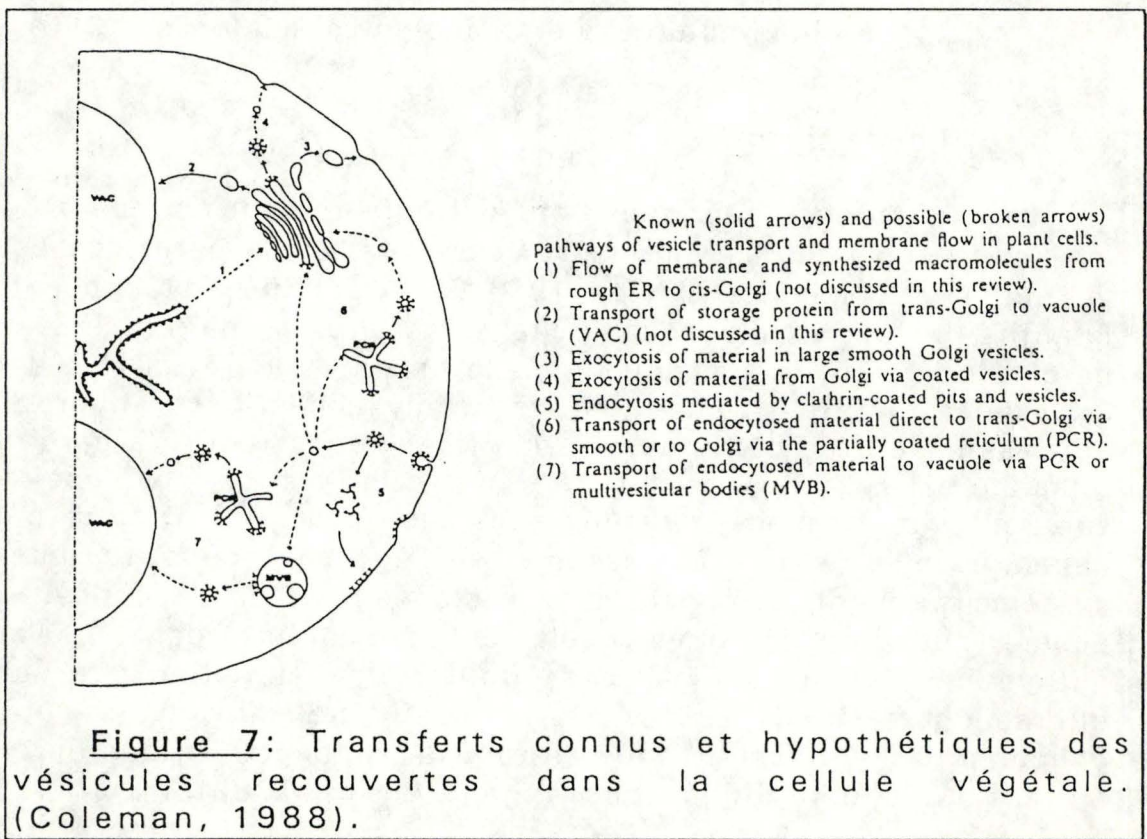 4
3
2
VAC
1
6
PCR
5
PCR
VAC
7
MVB
Known (solid arrows) and possible (broken arrows)
pathways of vesicle transport and membrane flow in plant cells.
(1) Flow of membrane and synthesized macromolecules from
rough ER to cis-Golgi (not discussed in this review).
(2) Transport of storage protein from trans-Golgi to vacuole
(VAC) (not discussed in this review).
(3) Exocytosis of material in large smooth Golgi vesicles.
(4) Exocytosis of material from Golgi via coated vesicles.
(5) Endocytosis mediated by clathrin-coated pits and vesicles.
(6) Transport of endocytosed material direct to trans-Golgi via
smooth or to Golgi via the partially coated reticulum (PCR).
(7) Transport of endocytosed material to vacuole via PCR or
multivesicular bodies (MVB).
Figure 7: Transferts connus et hypothétiques des
vésicules recouvertes dans la cellule végétale.
(Coleman, 1988).